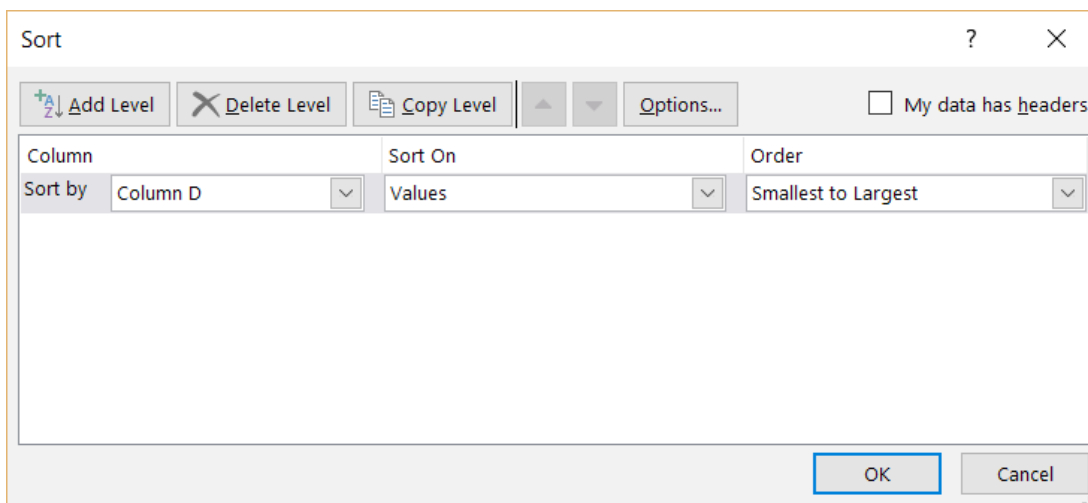 Sort ?
Add Level Delete Level Copy Level Options... My data has headers
Column Sort On Order
Sort by Column D Values Smallest to Largest
OK Cancel